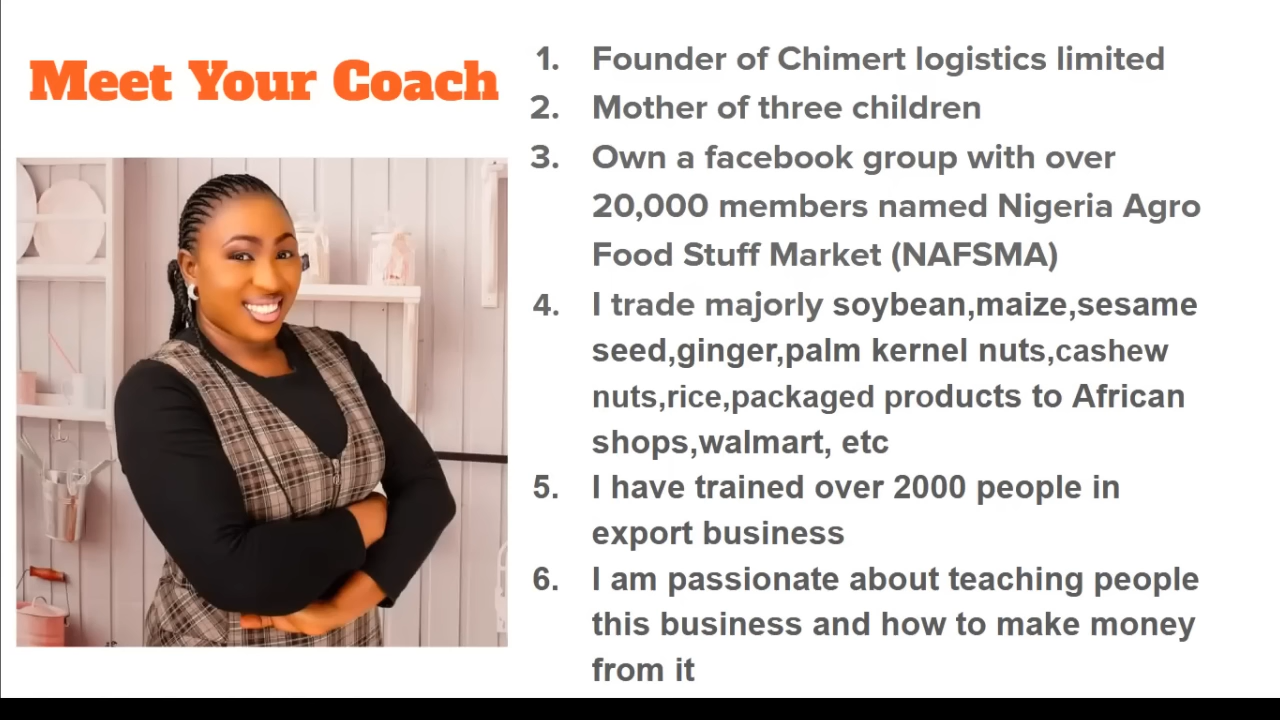 Meet Your Coach
1. Founder of Chimert logistics limited
2. Mother of three children
3. Own a facebook group with over
20,000 members named Nigeria Agro
Food Stuff Market (NAFSMA)
4. I trade majorly soybean,maize,sesame
seed,ginger,palm kernel nuts,cashew
nuts,rice,packaged products to African
shops,walmart, etc
5. I have trained over 2000 people in
export business
6. I am passionate about teaching people
this business and how to make money
from it